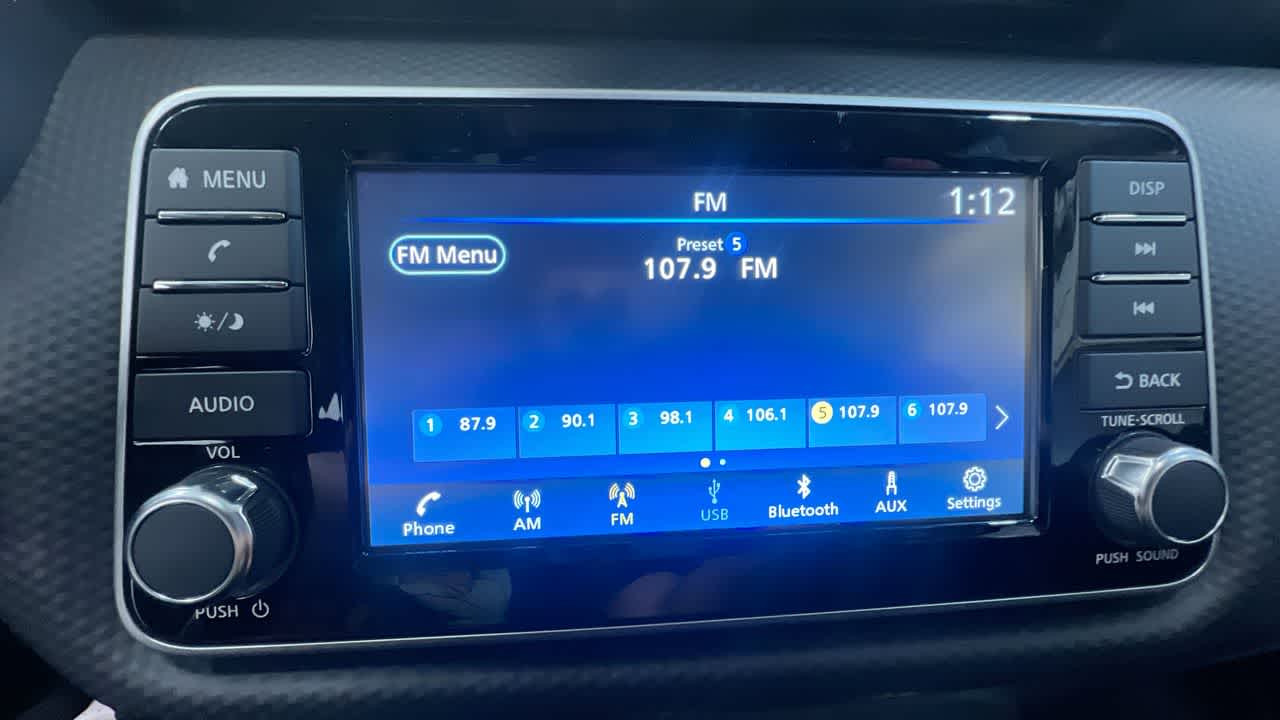 MENU
AUDIO
VOL
PUSH
FM
1:12
FM Menu
Preset 5
107.9 FM
1 87.9
2 90.1
3 98.1
4 106.1
5 107.9
6 107.9
Phone
AM
FM
USB
Bluetooth
AUX
Settings
DISP
BACK
TUNE-SCROLL
PUSH SOUND